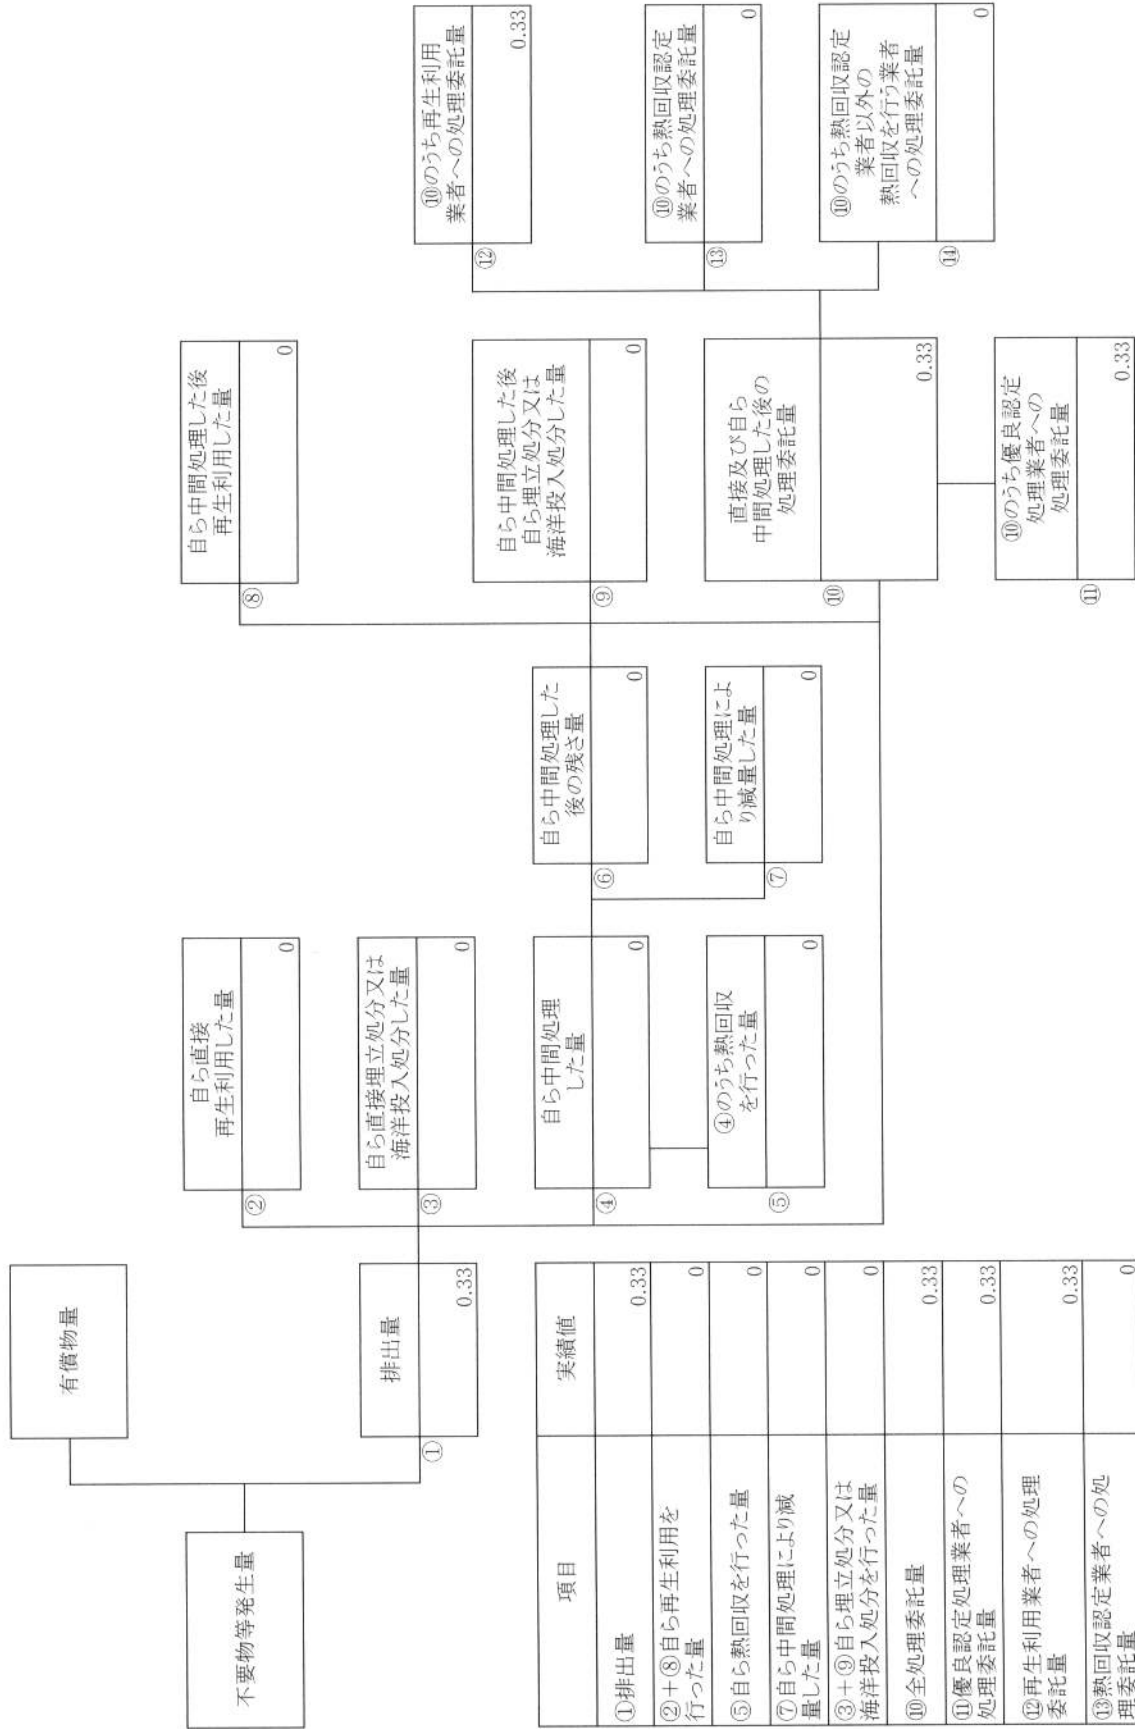 不要物等発生量
有償物量
排出量
①
0.33
自ら直接
再生利用した量
②
0
自ら直接埋立処分又は
海洋投入処分した量
③
0
自ら中間処理
した量
④
0
④のうち熱回収
を行った量
⑤
0
自ら中間処理した
後の残さ量
⑥
0
自ら中間処理によ
り減量した量
⑦
0
自ら中間処理した後
再生利用した量
⑧
0
自ら中間処理した後
自ら埋立処分又は
海洋投入処分した量
⑨
0
直接及び自ら
中間処理した後の
処理委託量
⑩
0.33
⑩のうち優良認定
処理業者への
処理委託量
⑪
0.33
⑩のうち再生利用
業者への処理委託量
⑫
0.33
⑩のうち熱回収認定
業者への処理委託量
⑬
0
⑩のうち熱回収認定
業者以外の
熱回収を行う業者
への処理委託量
⑭
0
項目 実績値
①排出量 0.33
②+⑧自ら再生利用を
行った量 0
⑤自ら熱回収を行った量 0
⑦自ら中間処理により減
量した量 0
③+⑨自ら埋立処分又は
海洋投入処分を行った量 0
⑩全処理委託量 0.33
⑪優良認定処理業者への
処理委託量 0.33
⑫再生利用業者への処理
委託量 0.33
⑬熱回収認定業者への処
理委託量 0